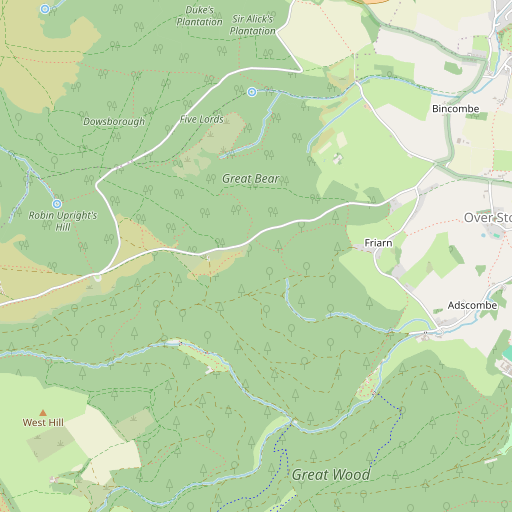 Duke's
Plantation
Sir Alick's
Plantation
Bincombe
Dowsborough
Five Lords
Great Bear
Robin Upright's
Hill
Over Sto
Friarn
Adscombe
West Hill
Great Wood